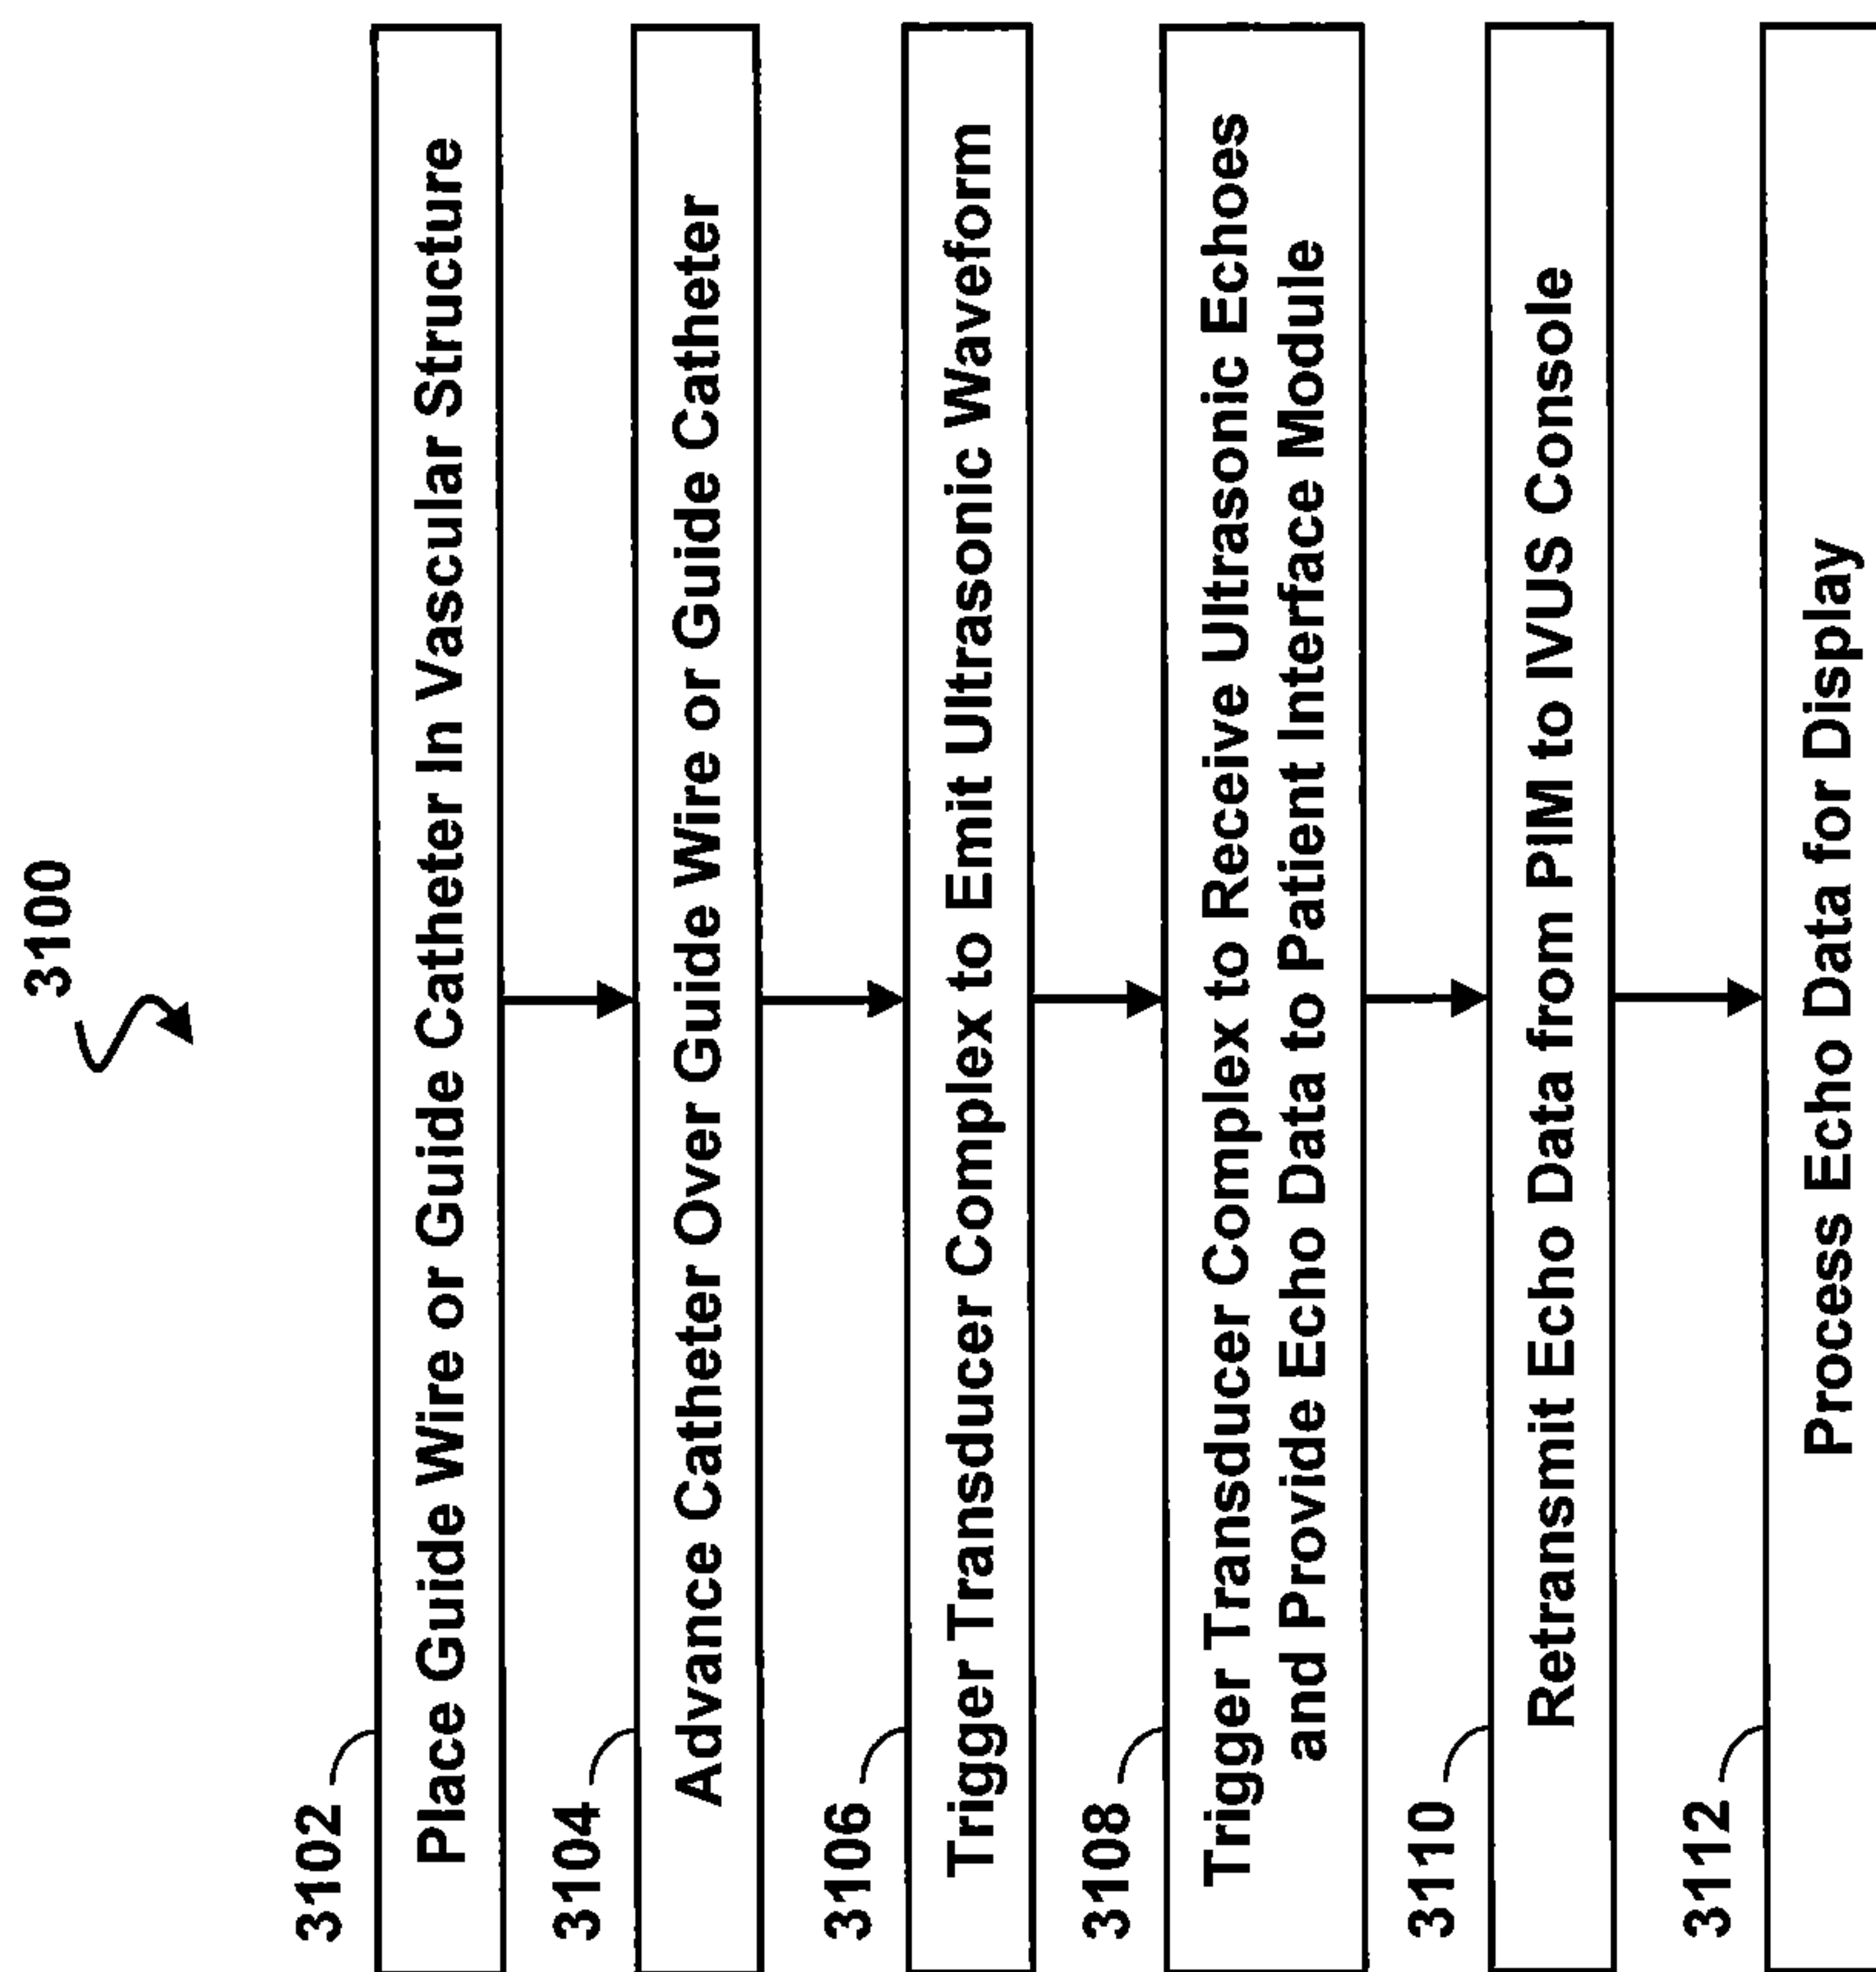 3100
3102
Place Guide Wire or Guide Catheter In Vascular Structure
3104
Advance Catheter Over Guide Wire or Guide Catheter
3106
Trigger Transducer Complex to Emit Ultrasonic Waveform
3108
Trigger Transducer Complex to Receive Ultrasonic Echoes
and Provide Echo Data to Patient Interface Module
3110
Retransmit Echo Data from PIM to IVUS Console
3112
Process Echo Data for Display